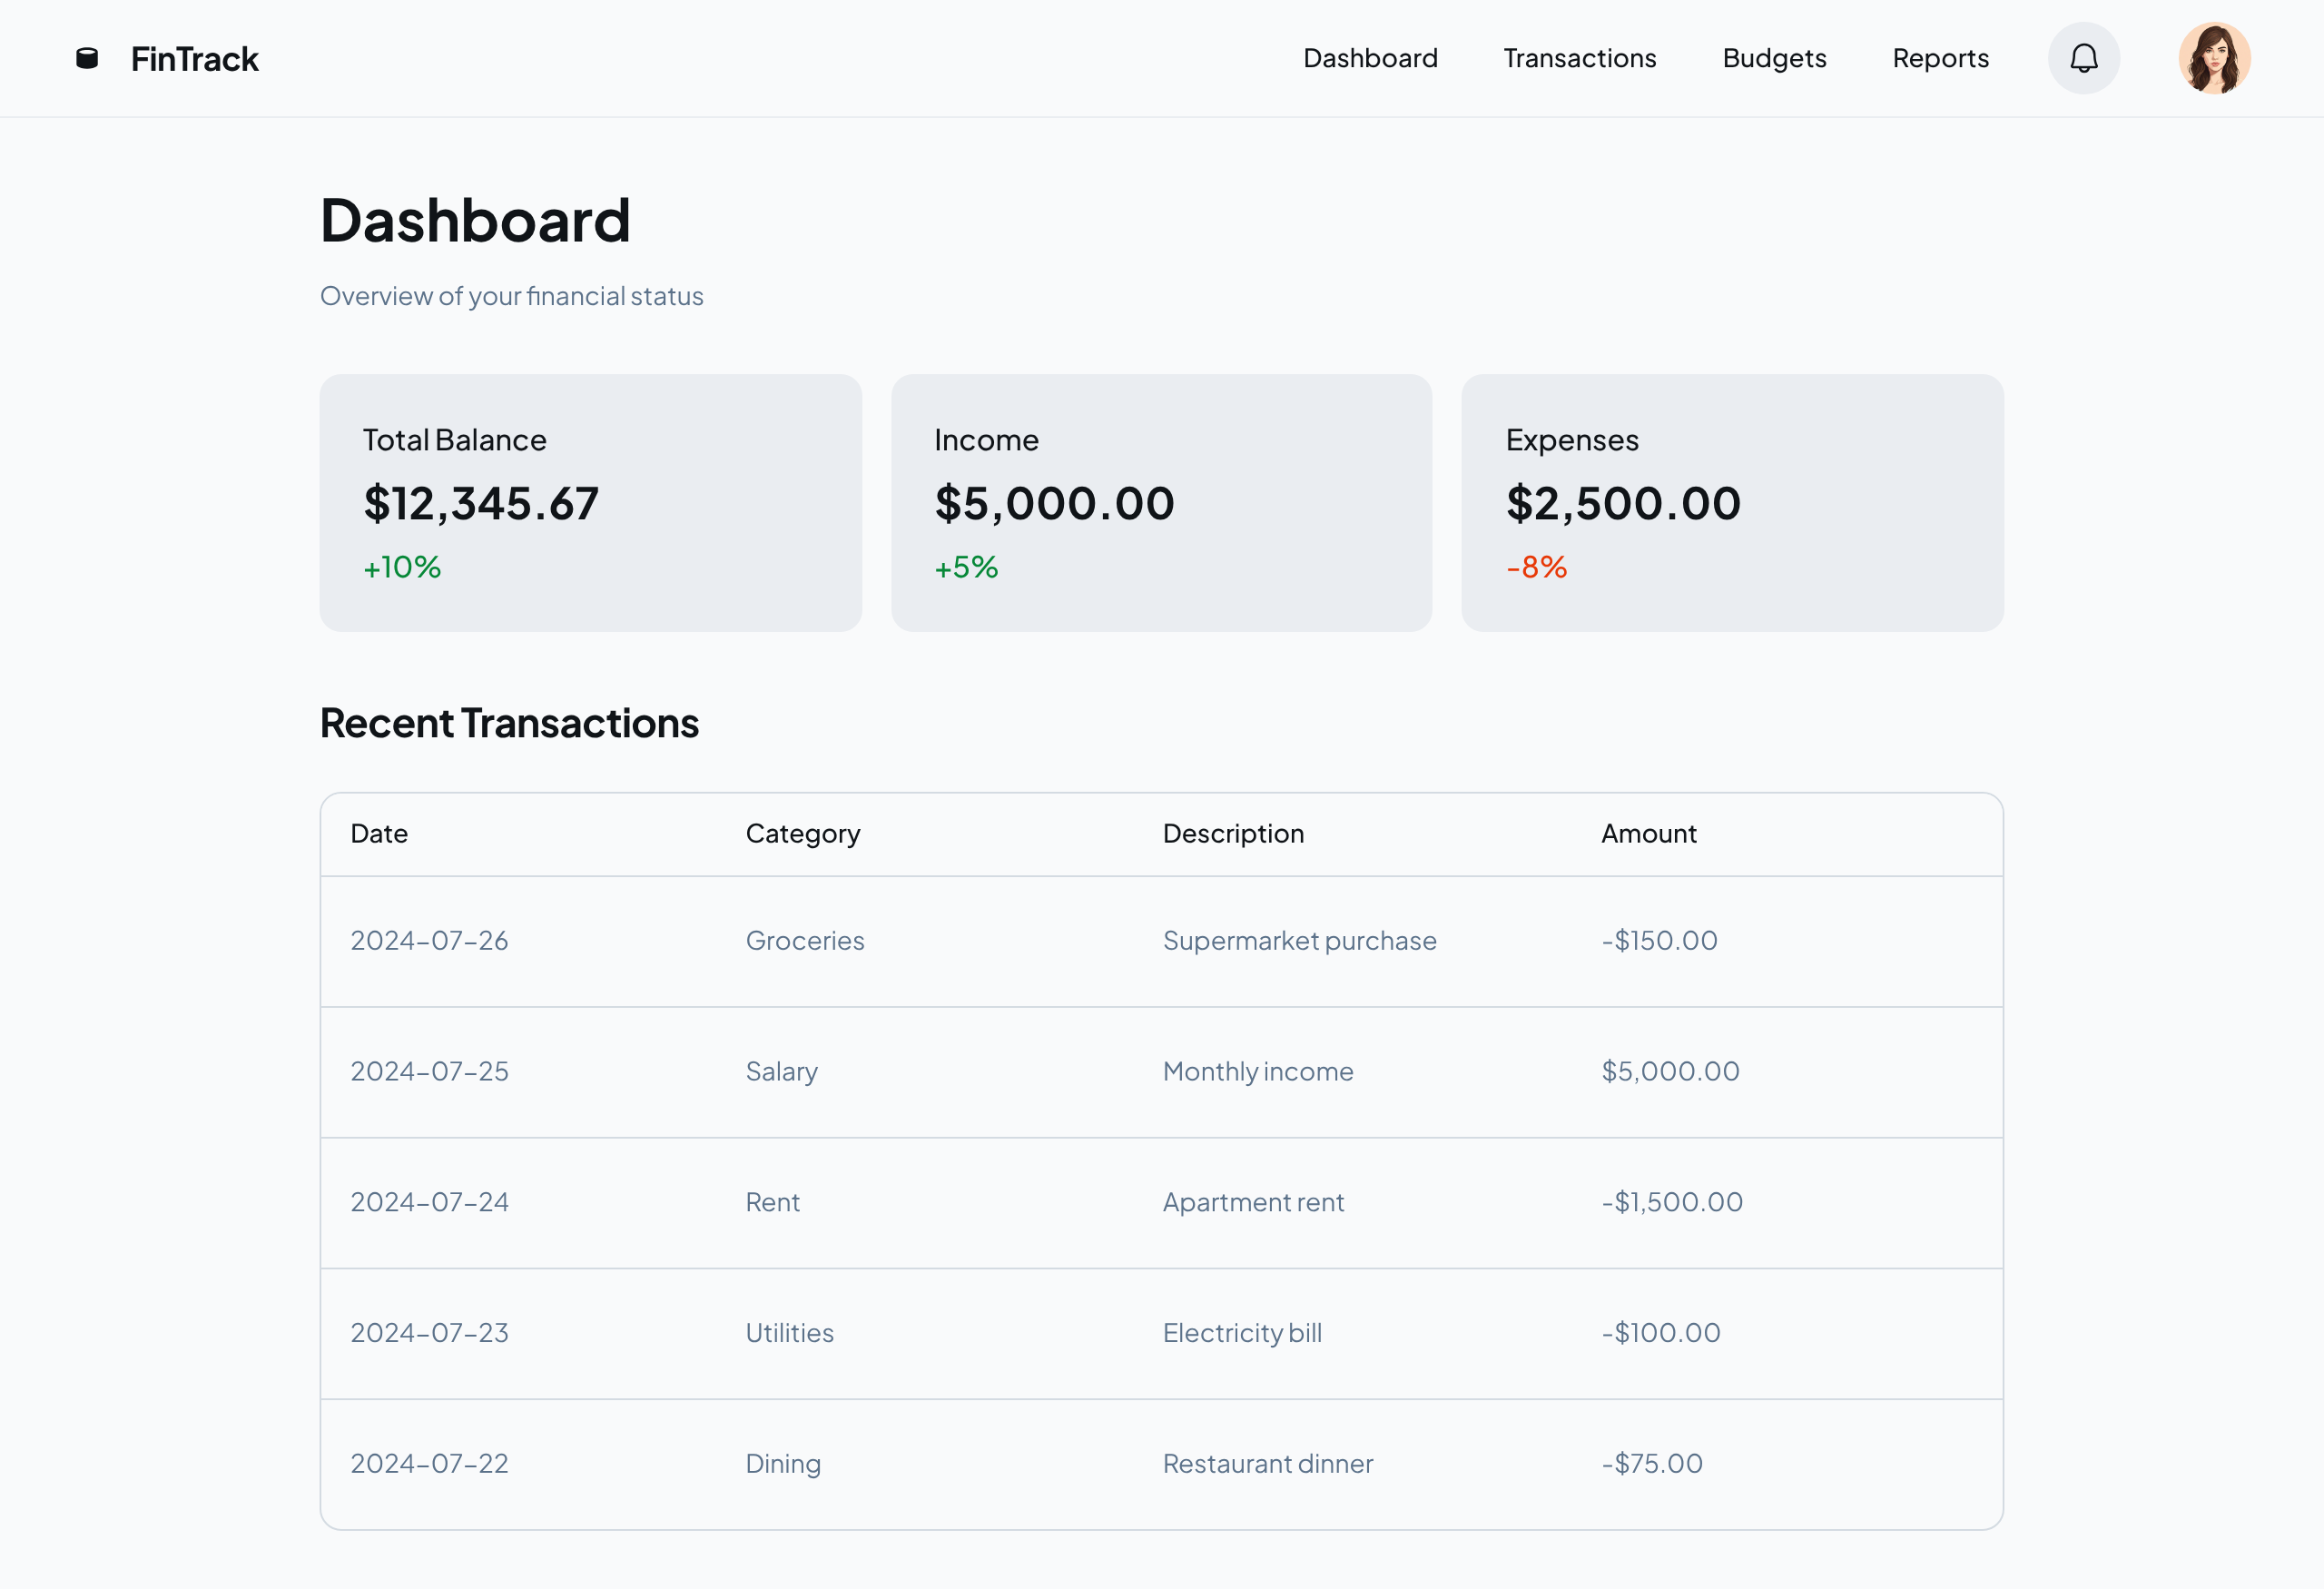 FinTrack
Dashboard Transactions Budgets Reports
Dashboard
Overview of your financial status
Total Balance Income Expenses
$12,345.67 $5,000.00 $2,500.00
+10% +5% -8%
Recent Transactions
Date Category Description Amount
2024-07-26 Groceries Supermarket purchase -$150.00
2024-07-25 Salary Monthly income $5,000.00
2024-07-24 Rent Apartment rent -$1,500.00
2024-07-23 Utilities Electricity bill -$100.00
2024-07-22 Dining Restaurant dinner -$75.00